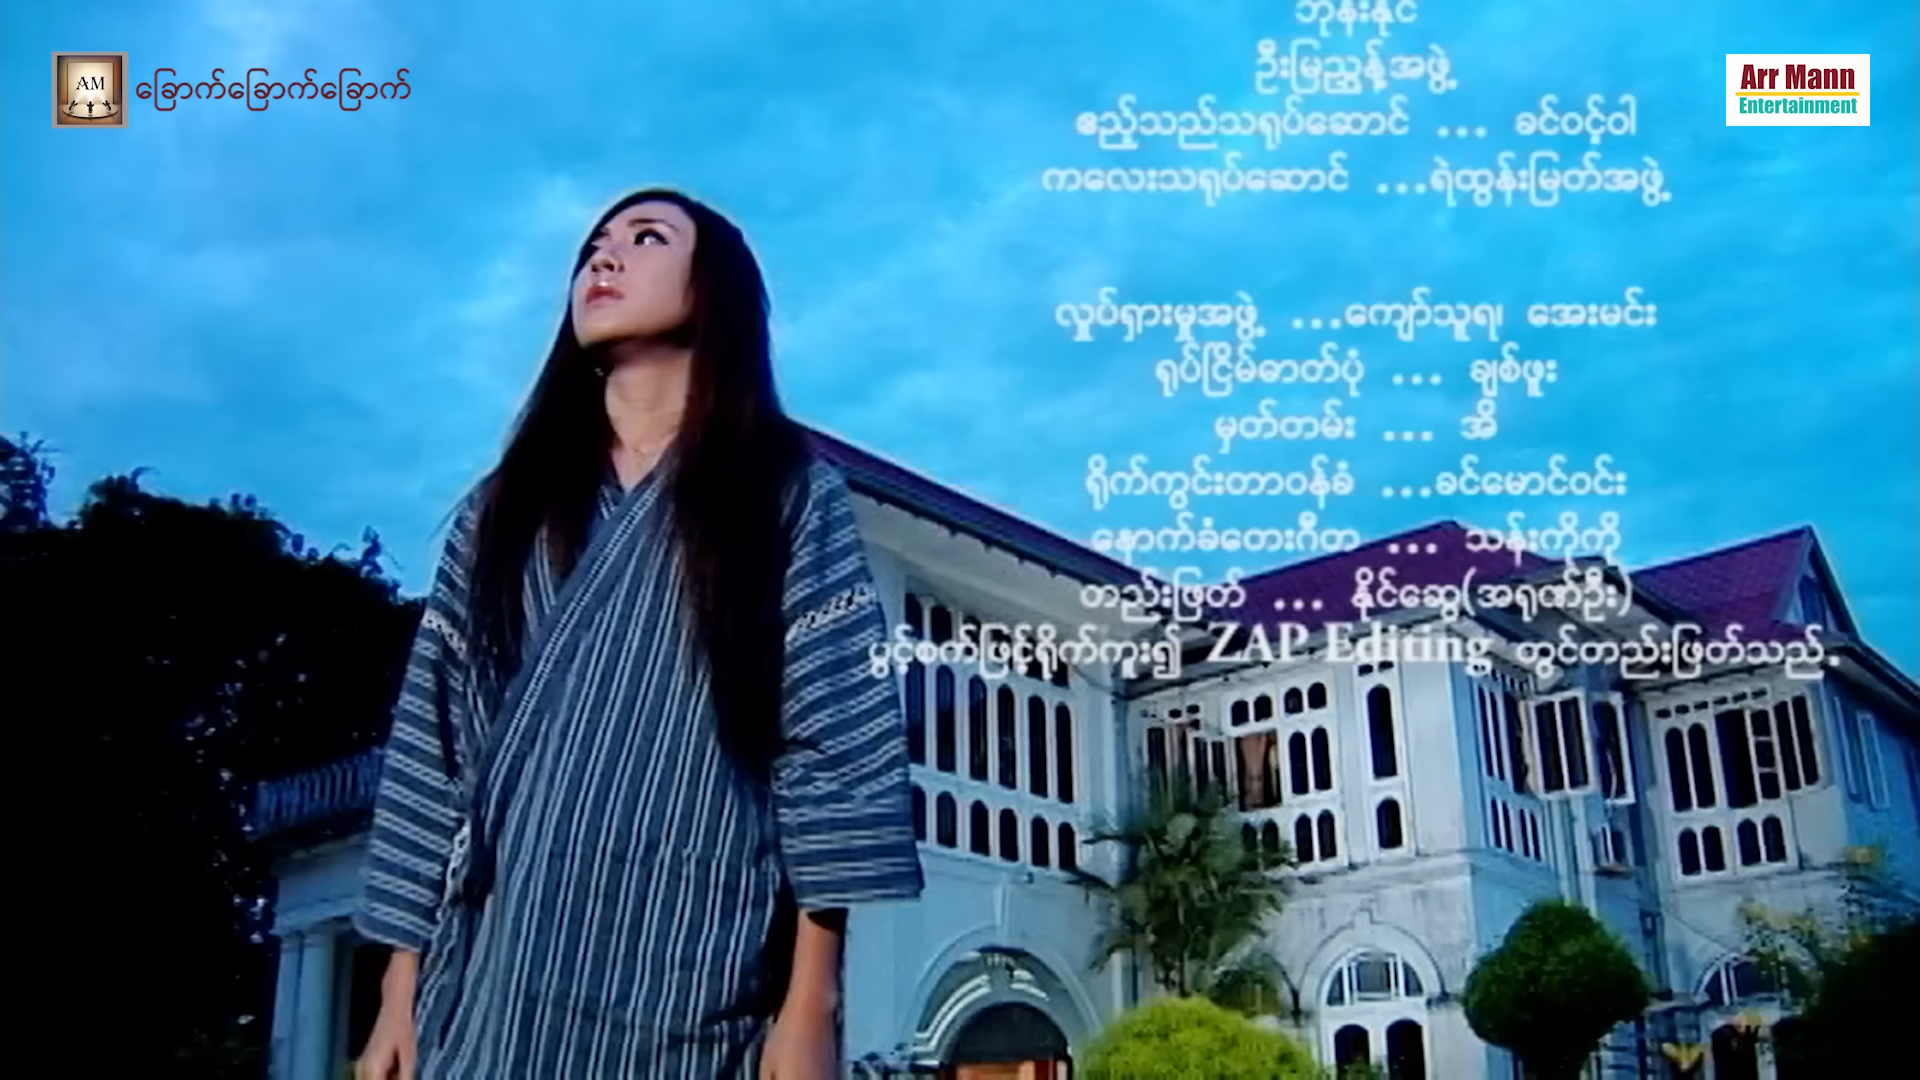 ဘုန်းနိုင်
ဦးမြညွှန့်အဖွဲ့
ဧည့်သည်သရုပ်ဆောင် ... ခင်ဝင့်ဝါ
ကလေးသရုပ်ဆောင် ...ရဲထွန်းမြတ်အဖွဲ့
AM ခြောက်ခြောက်ခြောက်
Arr Mann
Entertainment
လှုပ်ရှားမှုအဖွဲ့ ...ကျော်သူရ၊ အေးမင်း
ရုပ်ငြိမ်ဓာတ်ပုံ ... ချစ်ဖူး
မှတ်တမ်း ... အိ
ရိုက်ကွင်းတာဝန်ခံ ...ခင်မောင်ဝင်း
နောက်ခံတေးဂီတ ... သန်းကိုကို
တည်းဖြတ် ... နိုင်ဆွေ(အရုဏ်ဦး)
ပွင့်စက်ဖြင့်ရိုက်ကူး၍ ZAP Editing တွင်တည်းဖြတ်သည်.